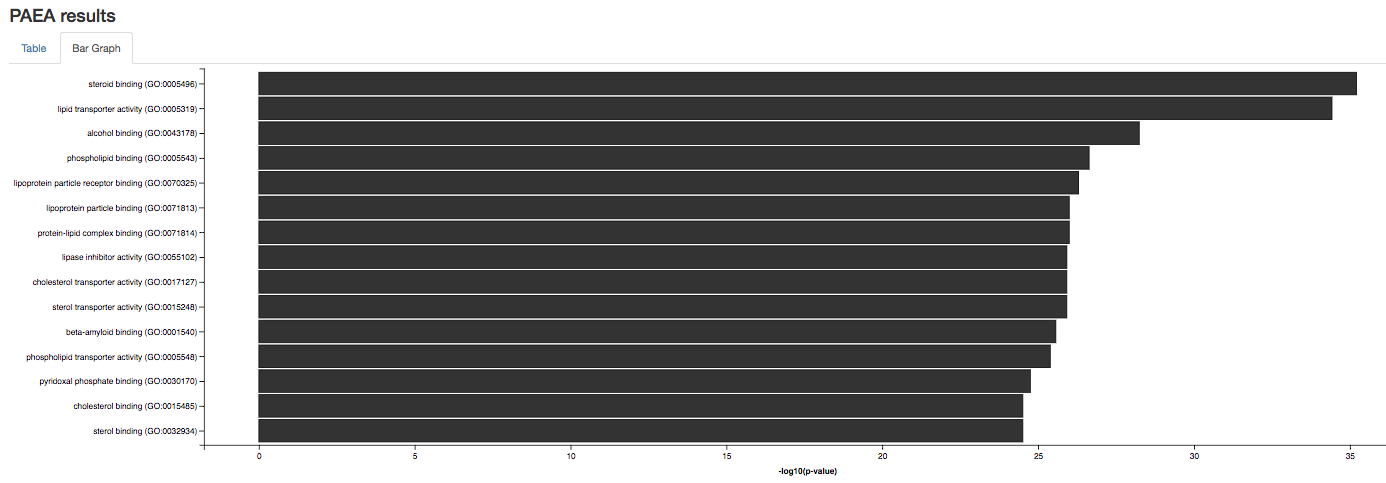 PAEA results
Table
Bar Graph
steroid binding (GO:0005496)
lipid transporter activity (GO:0005319)
alcohol binding (GO:0043178)
phospholipid binding (GO:0005543)
lipoprotein particle receptor binding (GO:0070325)
lipoprotein particle binding (GO:0071813)
protein-lipid complex binding (GO:0071814)
lipase inhibitor activity (GO:0055102)
cholesterol transporter activity (GO:0017127)
sterol transporter activity (GO:0015248)
beta-amyloid binding (GO:0001540)
phospholipid transporter activity (GO:0005548)
pyridoxal phosphate binding (GO:0030170)
cholesterol binding (GO:0015485)
sterol binding (GO:0032934)
0 5 10 15 20 25 30 35
-log10(p-value)